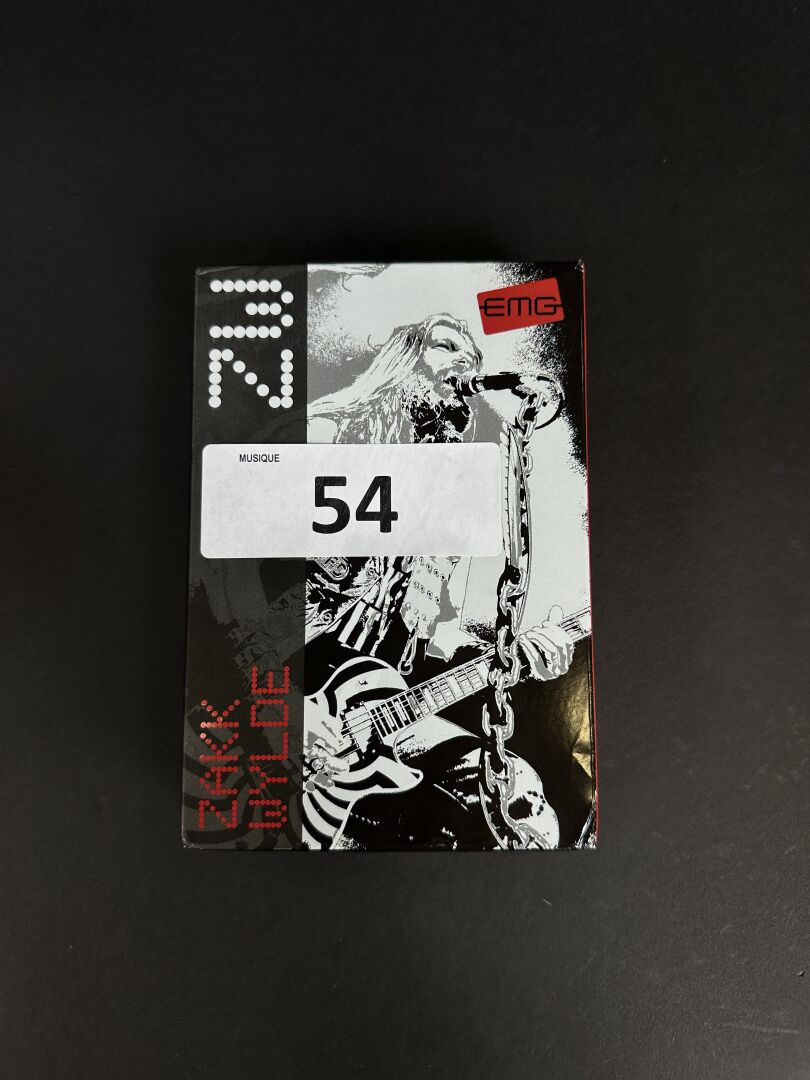 ZW
EMG
MUSIQUE
54
ZAKK
WYLDE